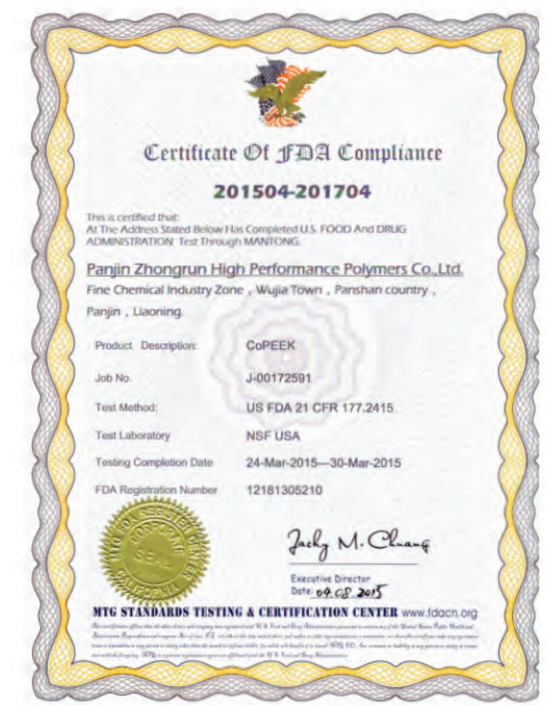 Certificate Of FDA Compliance
201504-201704
This is certified that:
At The Address Stated Below Has Completed U.S. FOOD And DRUG
ADMINISTRATION Test Through MANTONG.
Panjin Zhongrun High Performance Polymers Co.,Ltd.
Fine Chemical Industry Zone , Wujia Town , Panshan country ,
Panjin , Liaoning.
Product Description: CoPEEK
Job No. J-00172591
Test Method: US FDA 21 CFR 177.2415
Test Laboratory NSF USA
Testing Completion Date 24-Mar-2015—30-Mar-2015
FDA Registration Number 12181305210
CORPORATE
SEAL
CALIFORNIA
Jacky M. Chuang
Executive Director
Date: 04.08.2015
MTG STANDARDS TESTING & CERTIFICATION CENTER www.fdacn.org